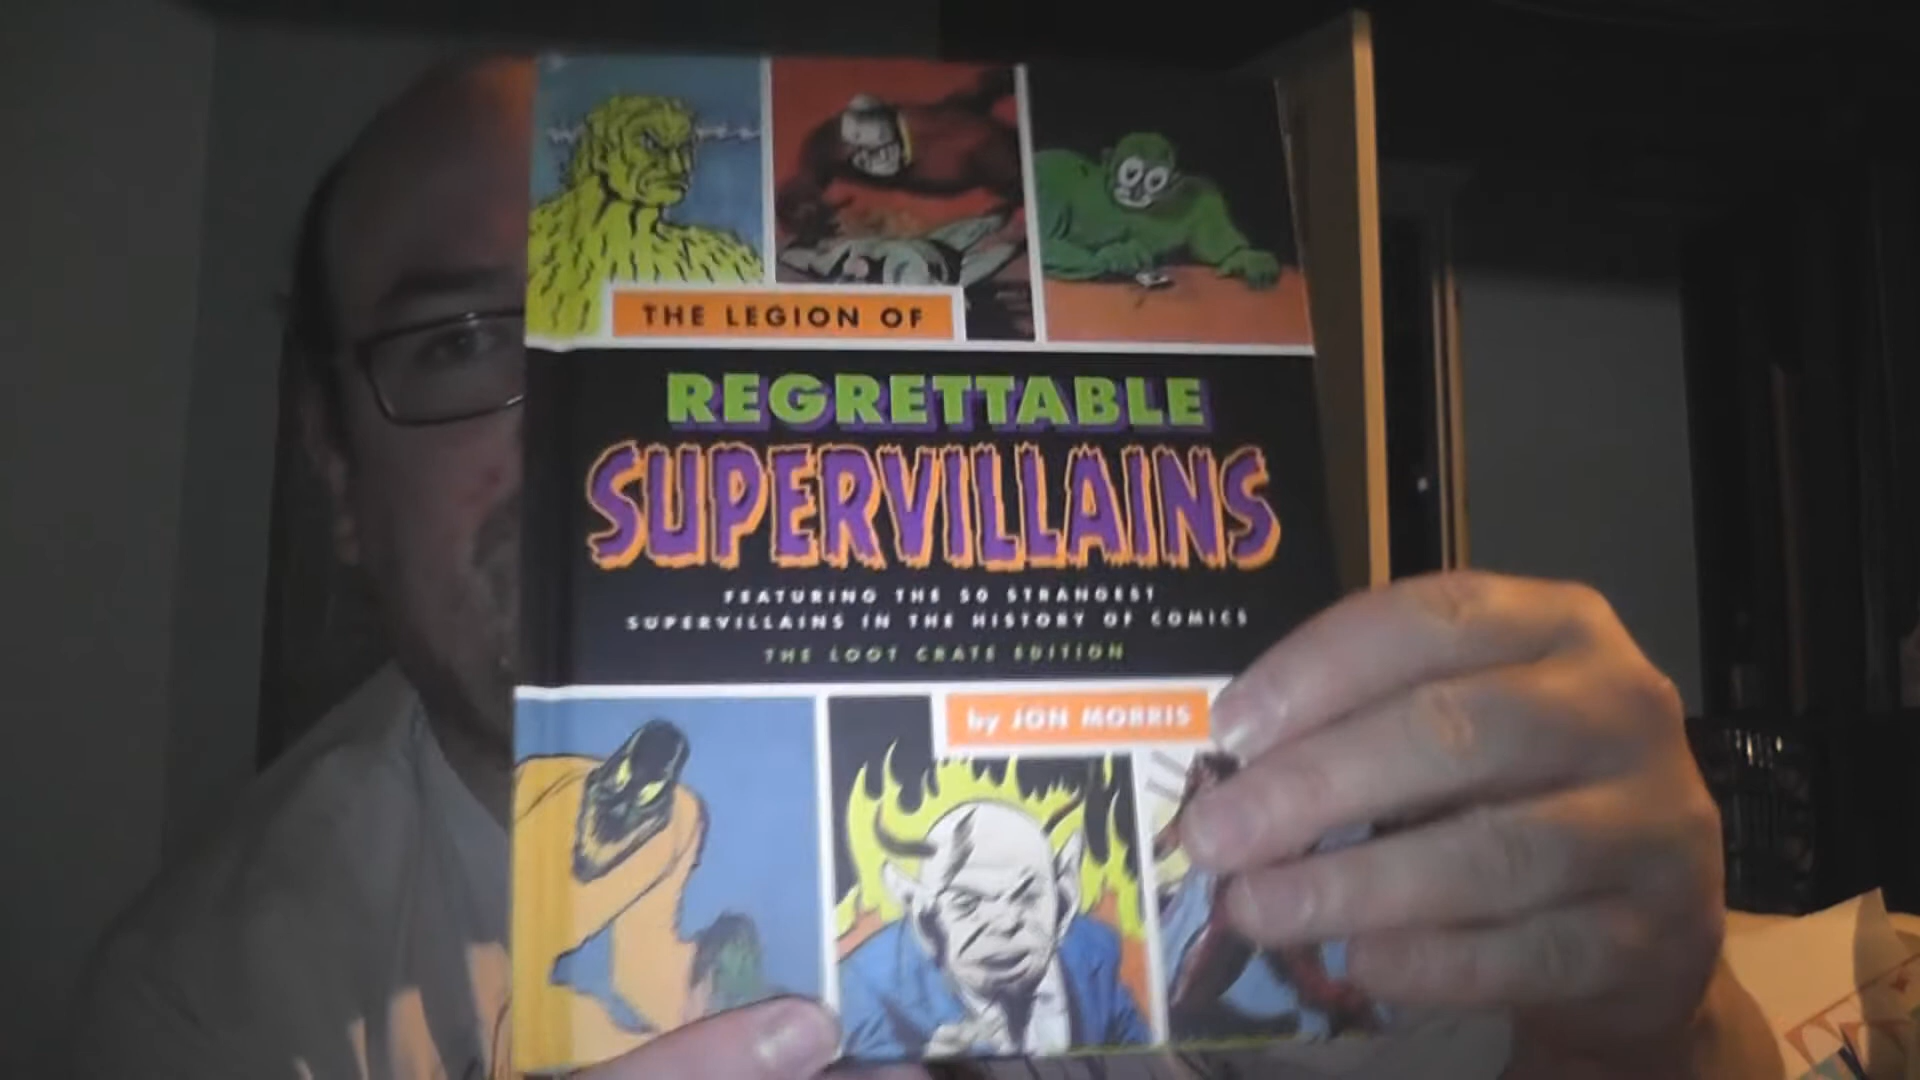 THE LEGION OF
REGRETTABLE
SUPERVILLAINS
FEATURING THE 50 STRANGEST
SUPERVILLAINS IN THE HISTORY OF COMICS
THE LOOT CRATE EDITION
by JON MORRIS